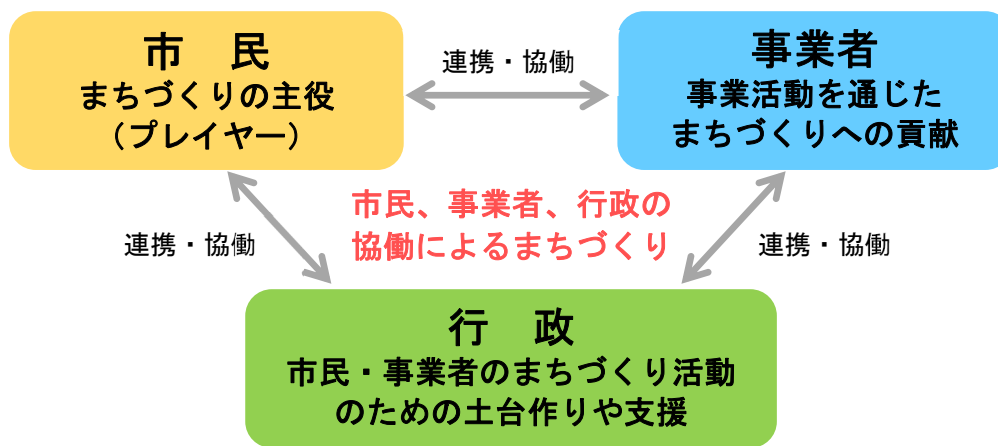 市　民
まちづくりの主役
（プレイヤー）
連携・協働
事業者
事業活動を通じた
まちづくりへの貢献
市民、事業者、行政の
協働によるまちづくり
連携・協働
連携・協働
行　政
市民・事業者のまちづくり活動
のための土台作りや支援